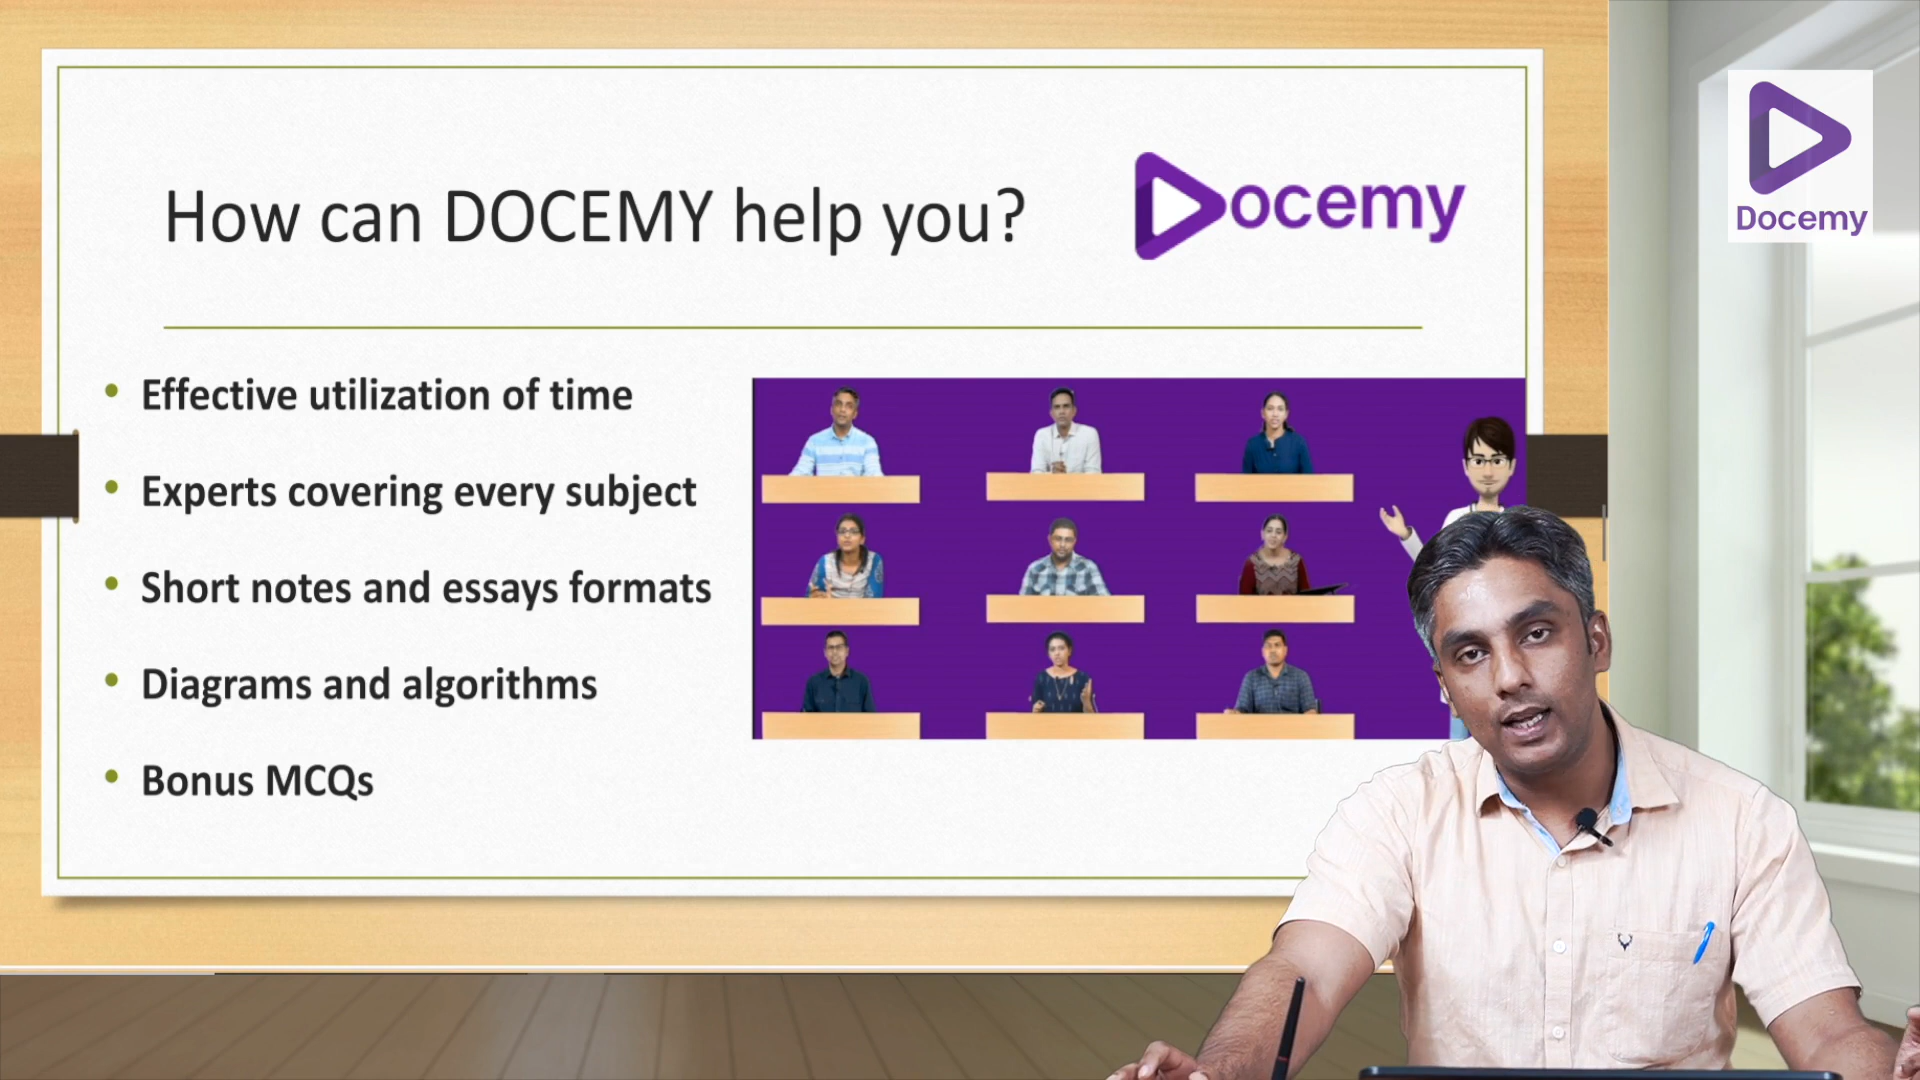 How can DOCEMY help you?
Docemy
Docemy
• Effective utilization of time
• Experts covering every subject
• Short notes and essays formats
• Diagrams and algorithms
• Bonus MCQs